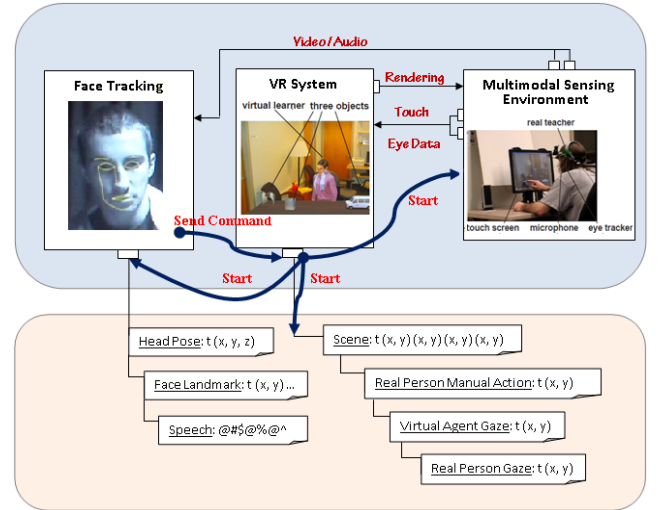 Video/Audio
Face Tracking
VR System
Rendering
Multimodal Sensing
Environment
virtual learner
three objects
Touch
Eye Data
real teacher
Send Command
Start
touch screen
microphone
eye tracker
Start
Start
Head Pose: t (x, y, z)
Scene: t (x, y) (x, y) (x, y) (x, y)
Face Landmark: t (x, y) ...
Real Person Manual Action: t (x, y)
Speech: @#$@%@^
Virtual Agent Gaze: t (x, y)
Real Person Gaze: t (x, y)